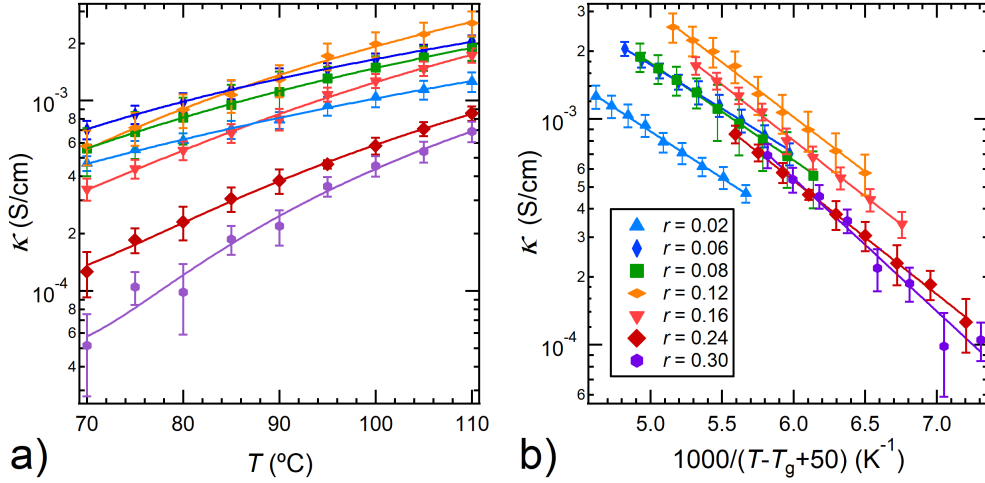 2
10⁻³
8
6
4
2
10⁻⁴
8
6
4
κ (S/cm)
70
80
90
100
110
T (ºC)
a)
3
2
10⁻³
8
6
5
4
3
2
10⁻⁴
8
6
κ (S/cm)
r = 0.02
r = 0.06
r = 0.08
r = 0.12
r = 0.16
r = 0.24
r = 0.30
5.0
5.5
6.0
6.5
7.0
1000/(T-Tg+50) (K⁻¹)
b)